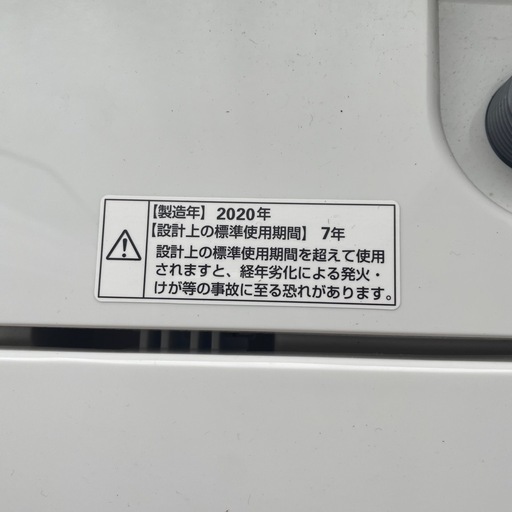 【製造年】 2020年
【設計上の標準使用期間】 7年
設計上の標準使用期間を超えて使用
されますと、経年劣化による発火・
けが等の事故に至る恐れがあります。